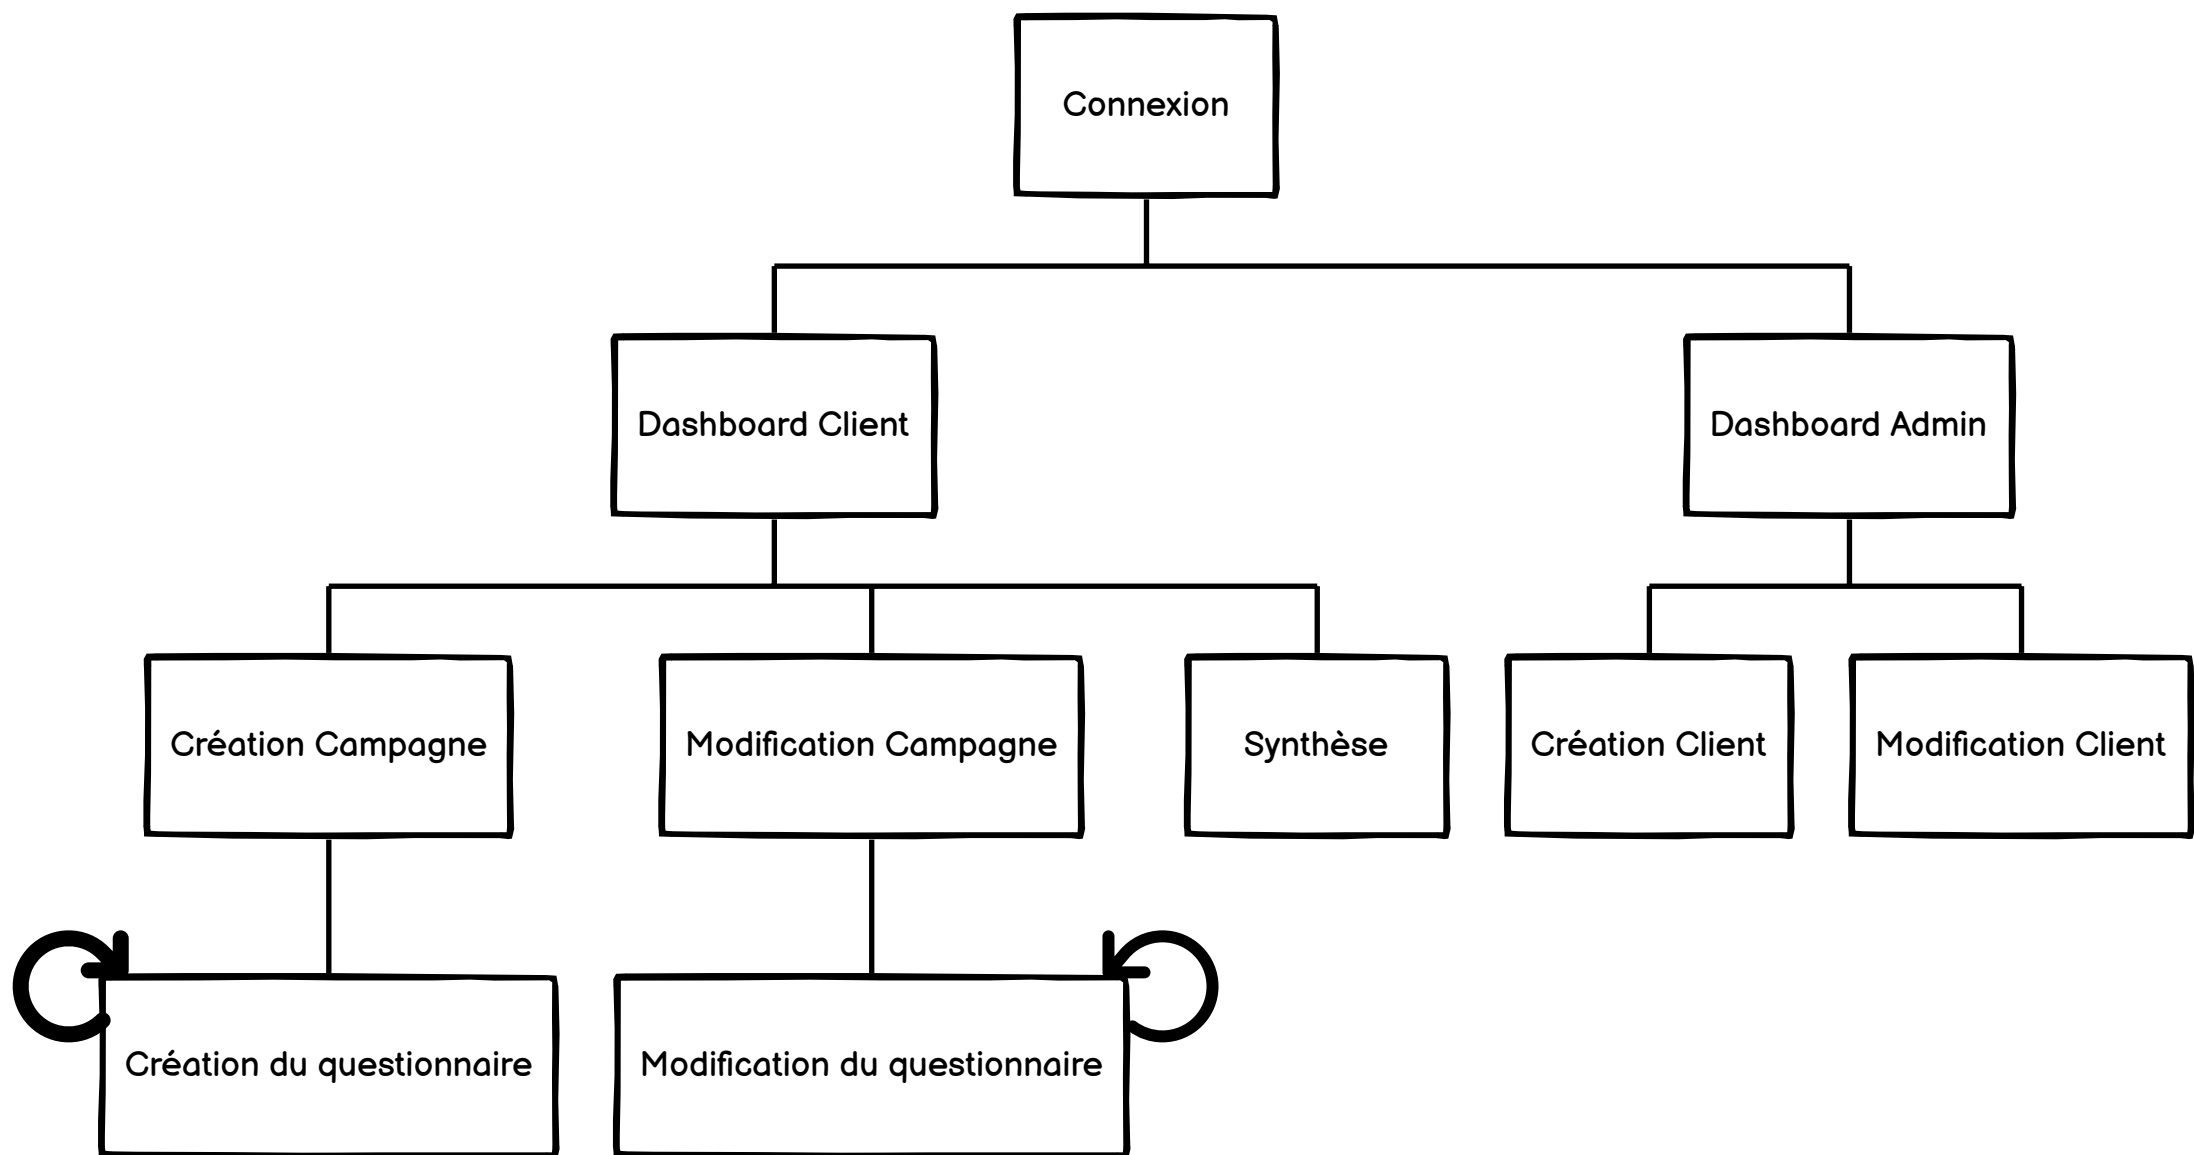 Connexion
Dashboard Client
Dashboard Admin
Création Campagne
Modification Campagne
Synthèse
Création Client
Modification Client
Création du questionnaire
Modification du questionnaire